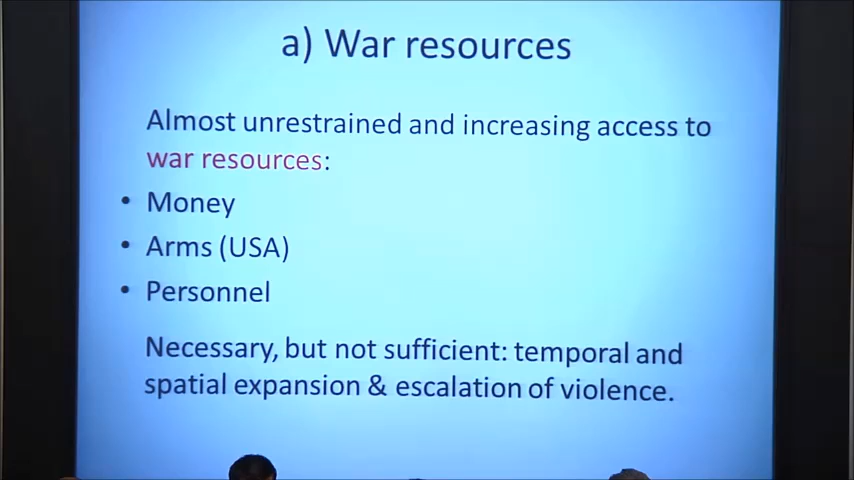 a) War resources
Almost unrestrained and increasing access to
war resources:
• Money
• Arms (USA)
• Personnel
Necessary, but not sufficient: temporal and
spatial expansion & escalation of violence.